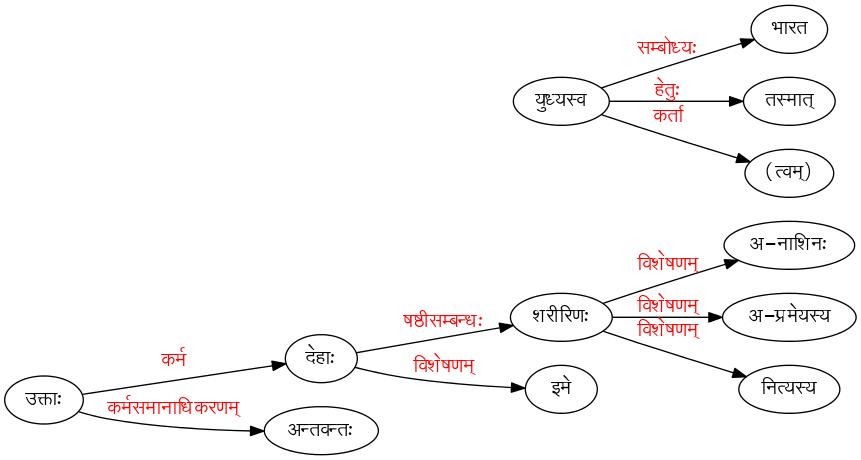 भारत
सम्बोध्यः
युध्यस्व
हेतुः
तस्मात्
कर्ता
(त्वम्)
अ-नाशिनः
विशेषणम्
शरीरिणः
विशेषणम्
अ-प्रमेयस्य
षष्ठीसम्बन्धः
विशेषणम्
देहाः
कर्म
विशेषणम्
इमे
नित्यस्य
उक्ताः
कर्मसमानाधिकरणम्
अन्तवन्तः